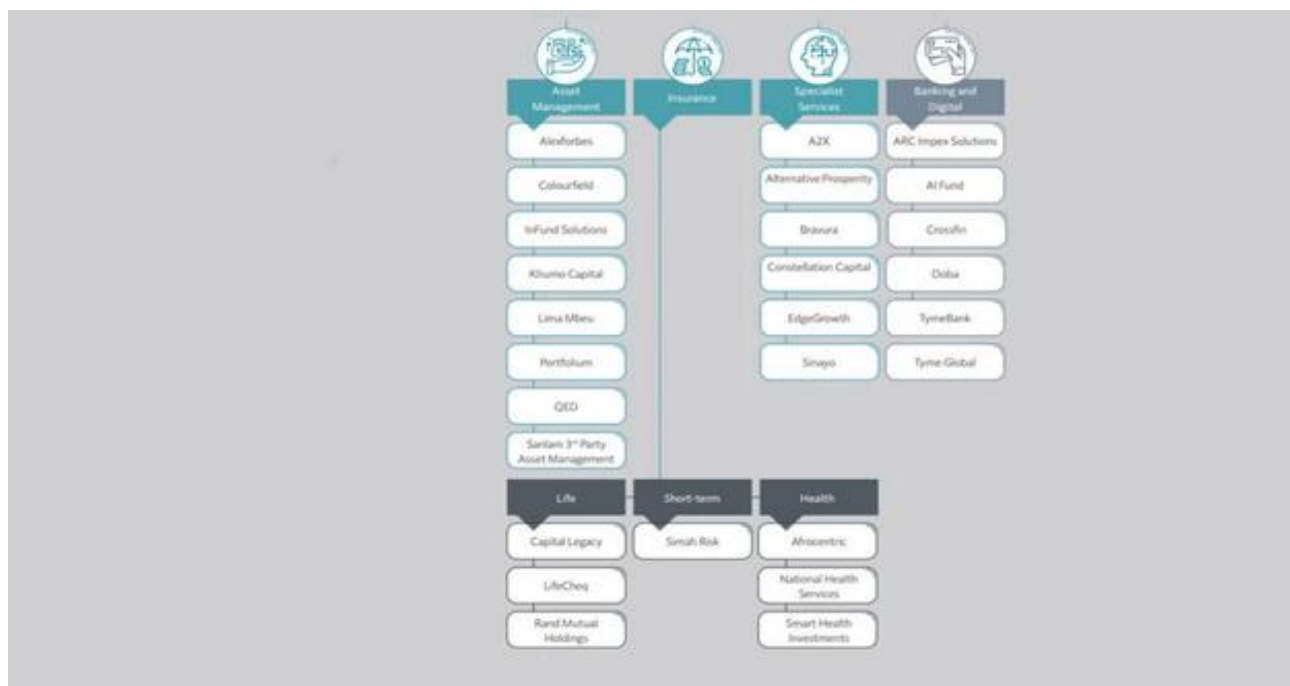 Asset
Management
Insurance
Specialist
Services
Banking and
Digital
Alexforbes
Colourfield
InFund Solutions
Khumo Capital
Lima Mbeu
Portfolium
QED
Sanlam 3rd Party
Asset Management
A2X
Alternative Prosperity
Bravura
Constellation Capital
EdgeGrowth
Sinayo
ARC Impex Solutions
AI Fund
Crossfin
Ooba
TymeBank
Tyme Global
Life
Short-term
Health
Capital Legacy
LifeCheq
Rand Mutual
Holdings
Simah Risk
Afrocentric
National Health
Services
Smart Health
Investments